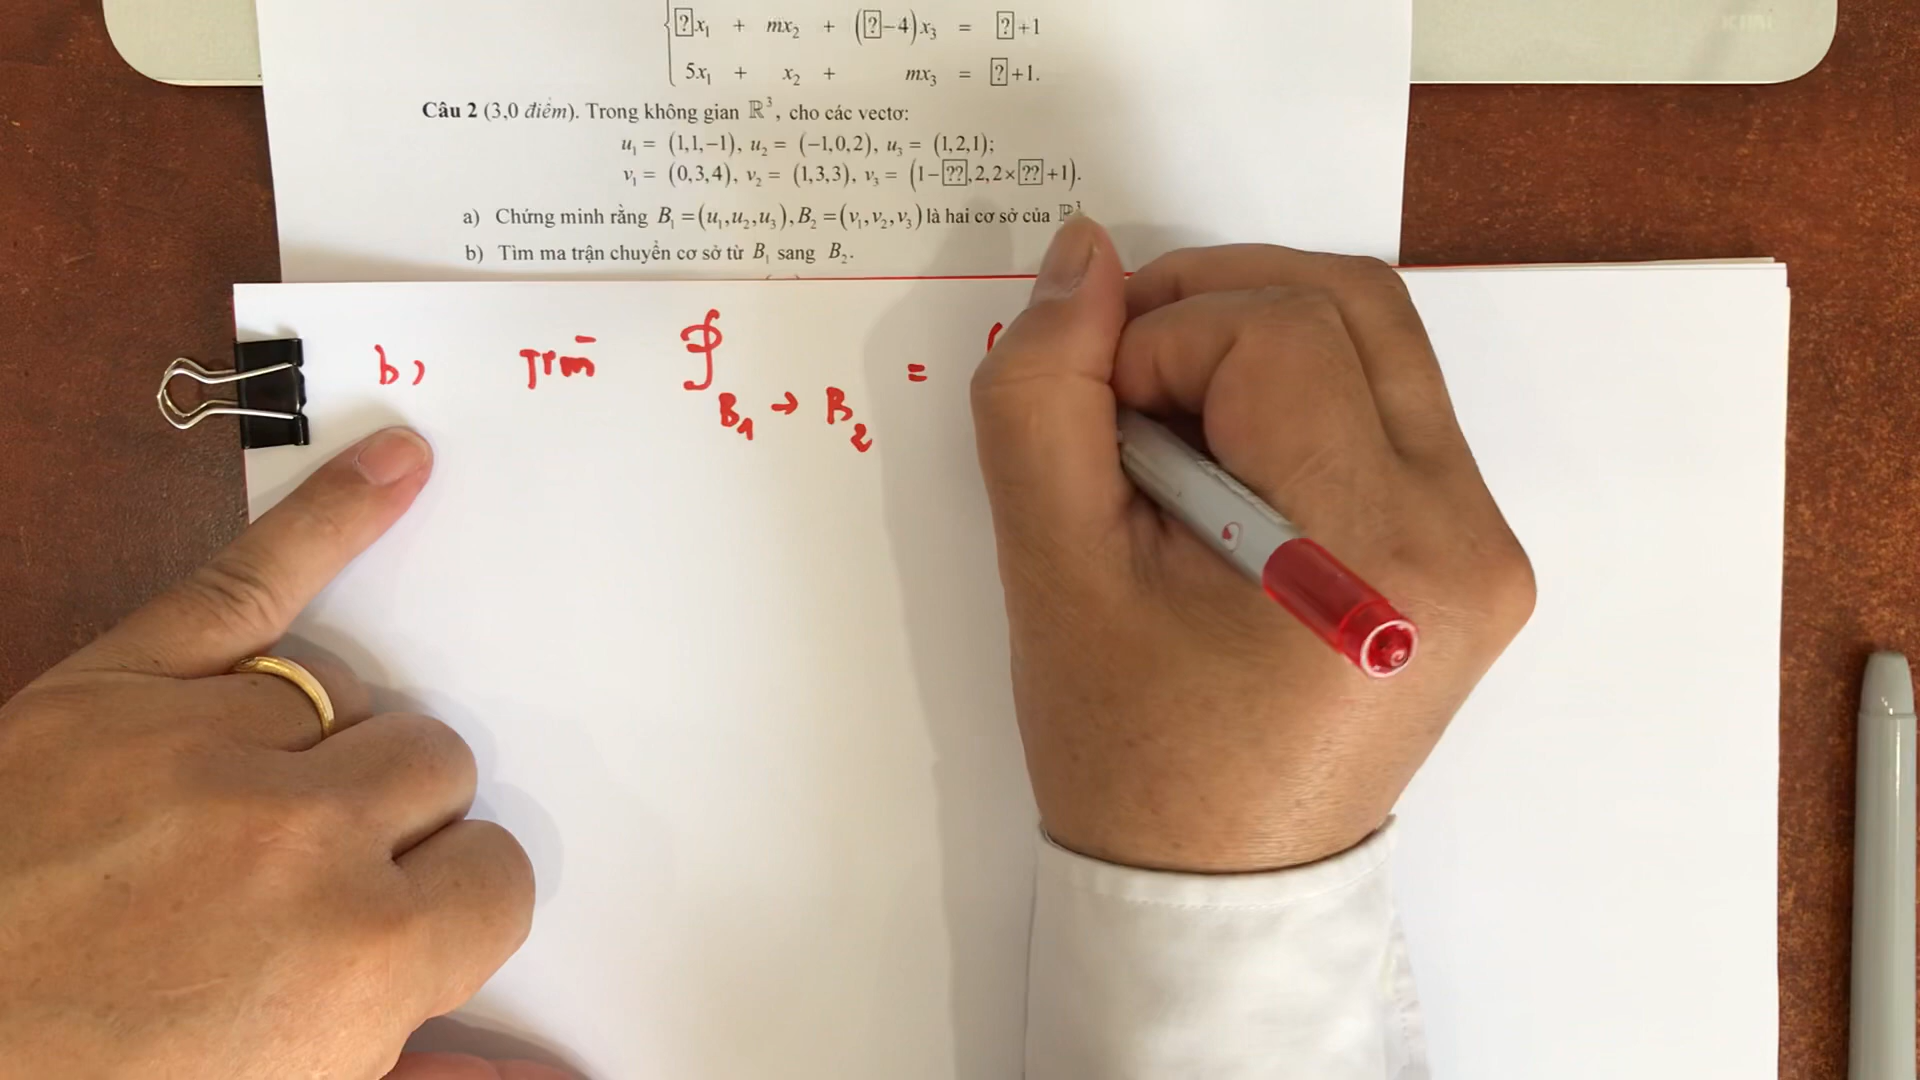 [?]x₁ + mx₂ + ([?]−4)x₃ = [?]+1
5x₁ + x₂ + mx₃ = [?]+1.
Câu 2 (3,0 điểm). Trong không gian ℝ³, cho các vectơ:
u₁ = (1,1,−1), u₂ = (−1,0,2), u₃ = (1,2,1);
v₁ = (0,3,4), v₂ = (1,3,3), v₃ = (1−[??],2,2×[??]+1).
a) Chứng minh rằng B₁ = (u₁,u₂,u₃), B₂ = (v₁,v₂,v₃) là hai cơ sở của ℝ³
b) Tìm ma trận chuyển cơ sở từ B₁ sang B₂.
b) Tìm P B₁ → B₂ = (